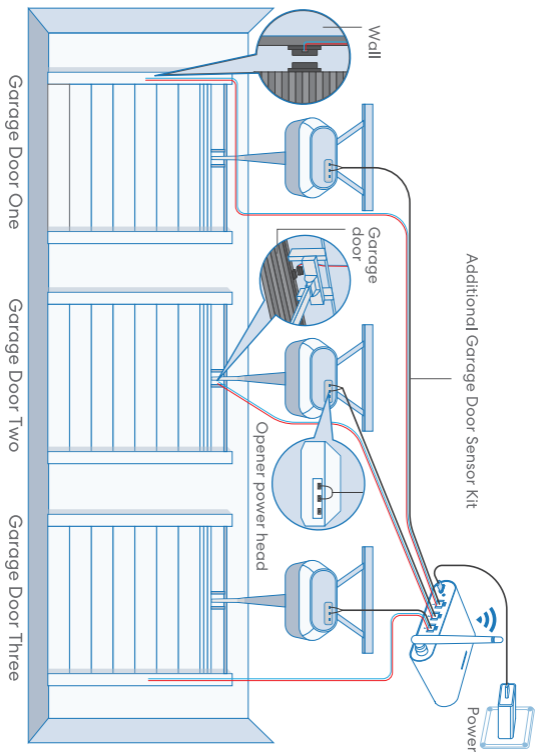 Wall
Garage
door
Additional Garage Door Sensor Kit
Opener power head
Power
Garage Door One
Garage Door Two
Garage Door Three